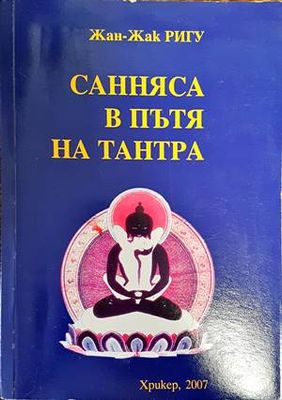 Жан-Жак РИГУ
САННЯСА
В ПЪТЯ
НА ТАНТРА
Хрикер, 2007